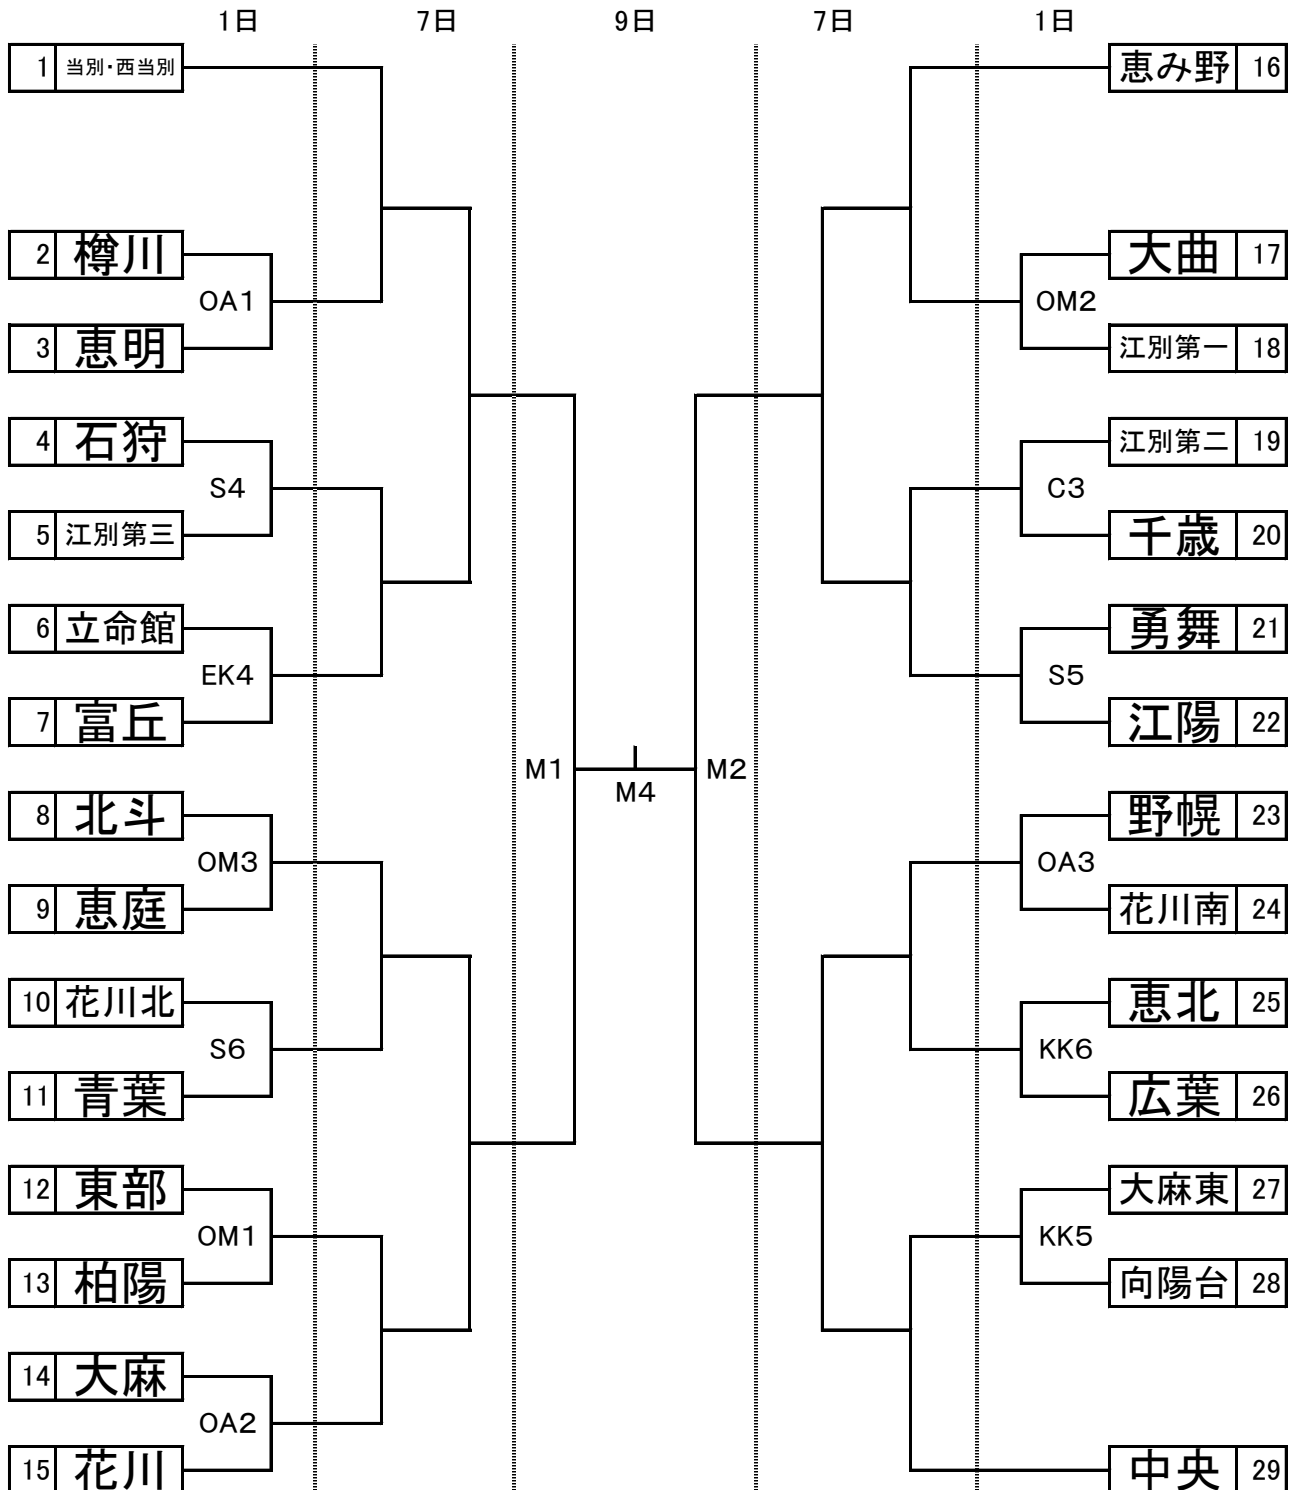 1日 7日 9日 7日 1日
1 当別・西当別 恵み野 16
2 樽川 大曲 17
OA1 OM2
3 恵明 江別第一 18
4 石狩 江別第二 19
S4 C3
5 江別第三 千歳 20
6 立命館 勇舞 21
EK4 S5
7 富丘 江陽 22
M1 M2
M4
8 北斗 野幌 23
OM3 OA3
9 恵庭 花川南 24
10 花川北 恵北 25
S6 KK6
11 青葉 広葉 26
12 東部 大麻東 27
OM1 KK5
13 柏陽 向陽台 28
14 大麻
OA2
15 花川 中央 29